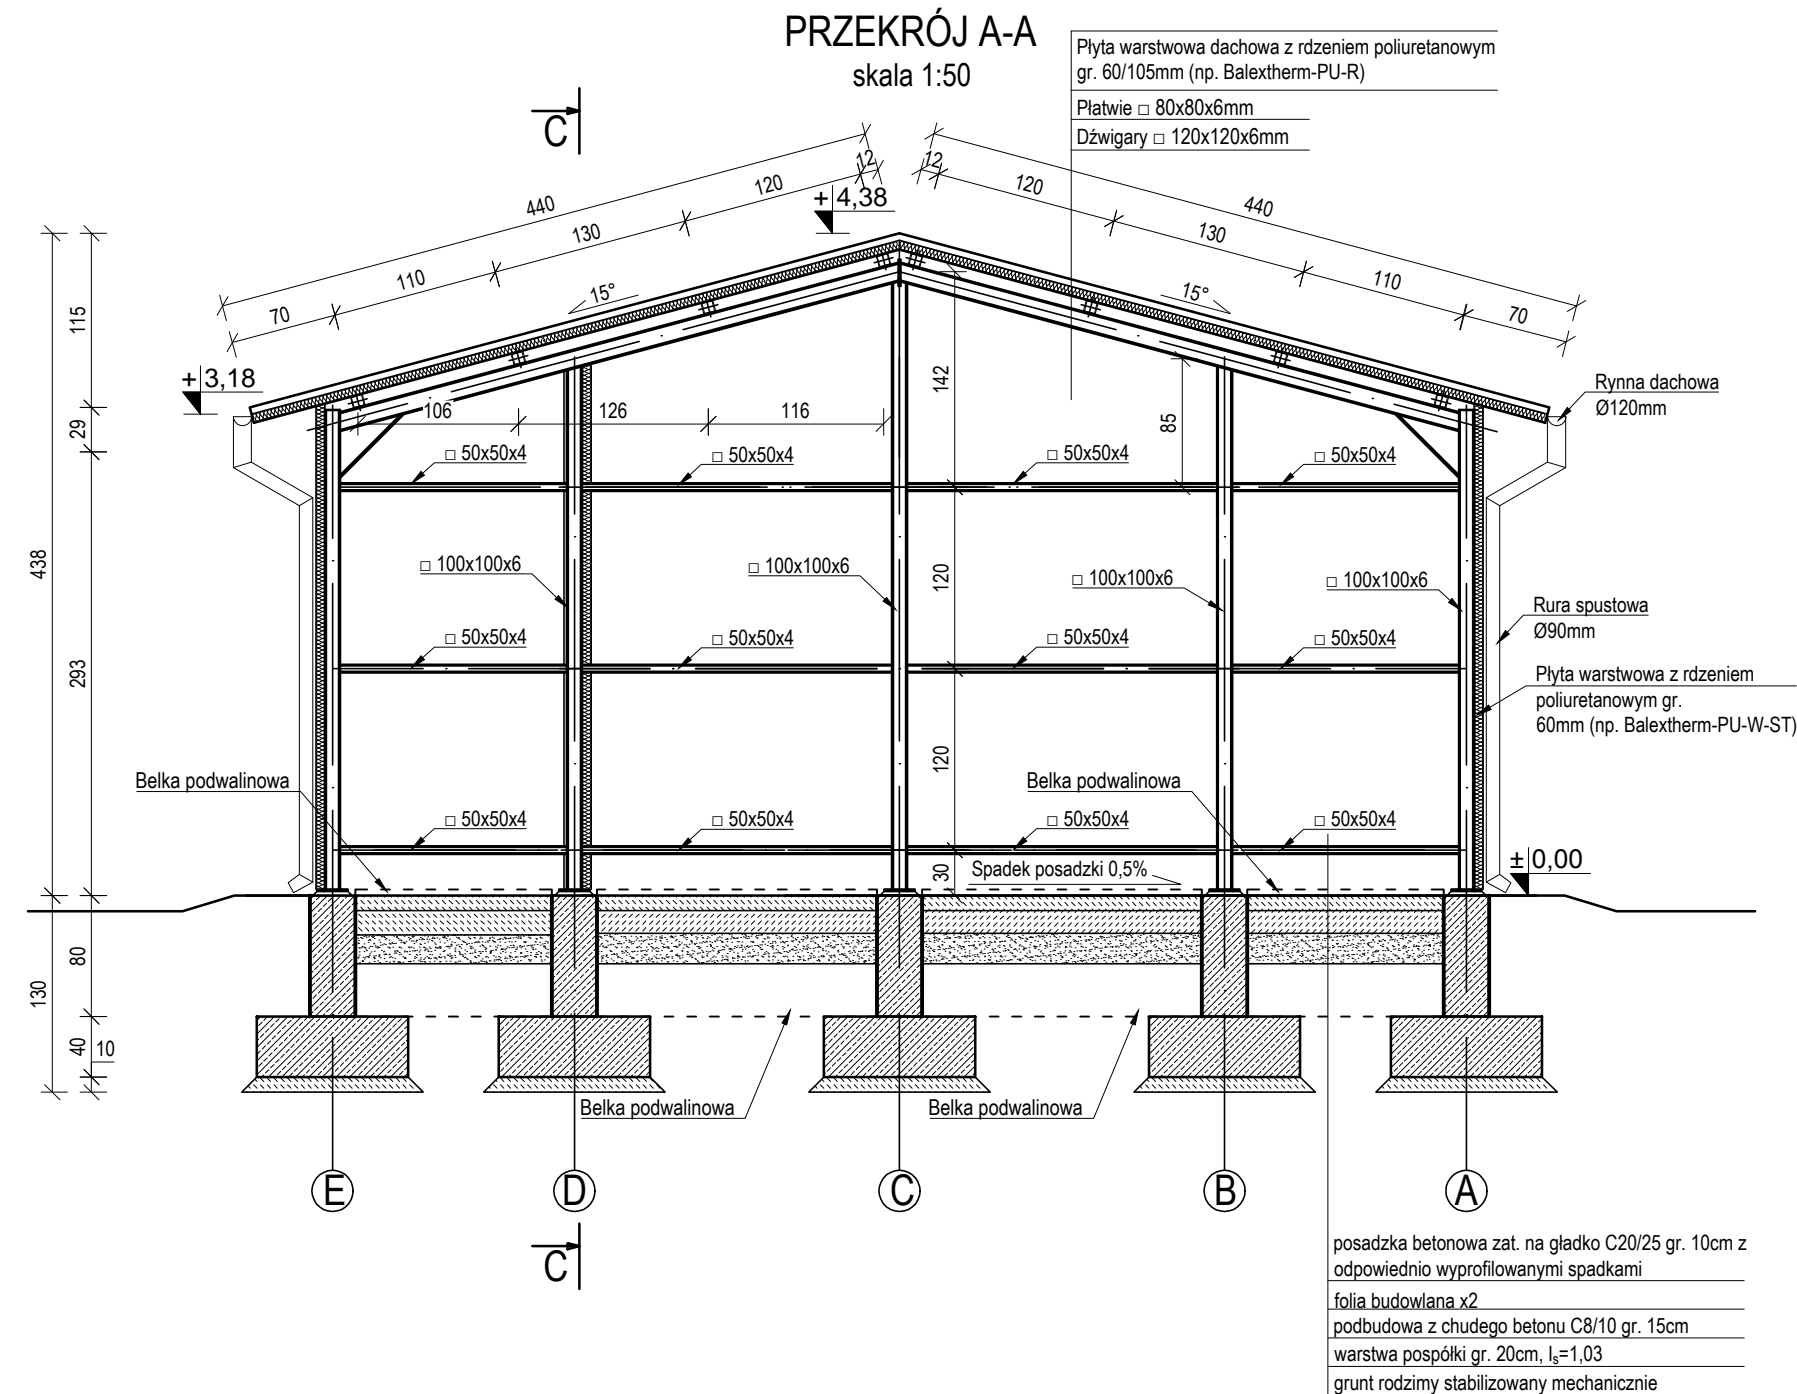 PRZEKRÓJ A-A
skala 1:50
Płyta warstwowa dachowa z rdzeniem poliuretanowym
gr. 60/105mm (np. Balextherm-PU-R)
Płatwie □ 80x80x6mm
Dźwigary □ 120x120x6mm
C
12
12
120
120
440
440
+ 4,38
130
130
110
110
70
70
15°
15°
115
+ 3,18
142
85
Rynna dachowa
Ø120mm
29
106
126
116
□ 50x50x4
□ 50x50x4
□ 50x50x4
□ 50x50x4
438
□ 100x100x6
□ 100x100x6
□ 100x100x6
□ 100x100x6
120
Rura spustowa
Ø90mm
□ 50x50x4
□ 50x50x4
□ 50x50x4
□ 50x50x4
293
Płyta warstwowa z rdzeniem
poliuretanowym gr.
60mm (np. Balextherm-PU-W-ST)
120
Belka podwalinowa
Belka podwalinowa
□ 50x50x4
□ 50x50x4
□ 50x50x4
□ 50x50x4
30
Spadek posadzki 0,5%
± 0,00
80
130
40
10
Belka podwalinowa
Belka podwalinowa
E
D
C
B
A
C
posadzka betonowa zat. na gładko C20/25 gr. 10cm z
odpowiednio wyprofilowanymi spadkami
folia budowlana x2
podbudowa z chudego betonu C8/10 gr. 15cm
warstwa pospółki gr. 20cm, Iₛ=1,03
grunt rodzimy stabilizowany mechanicznie